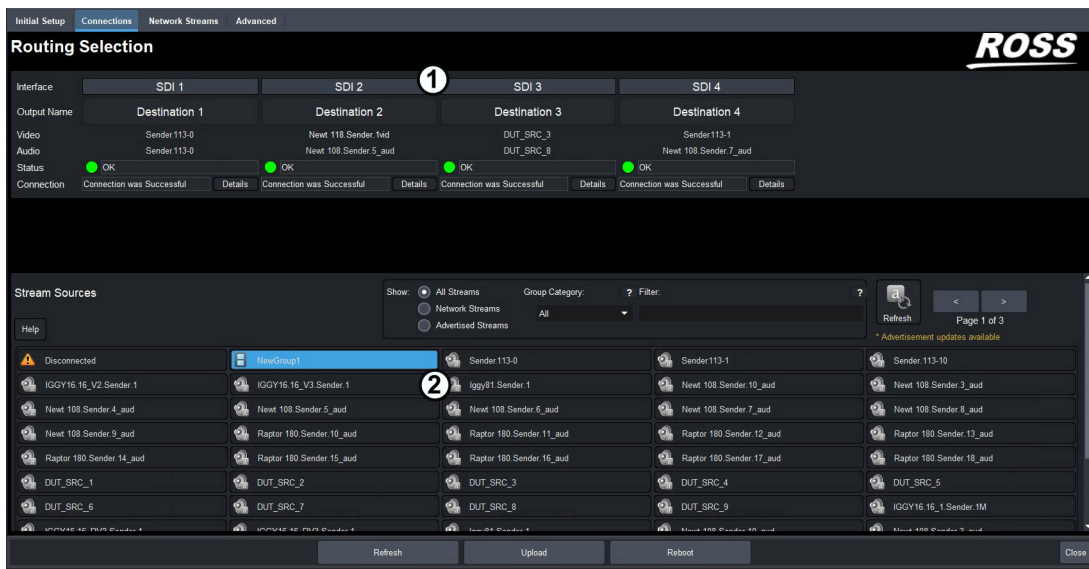 Initial Setup Connections Network Streams Advanced
Routing Selection
ROSS
Interface SDI 1 SDI 2 1 SDI 3 SDI 4
Output Name Destination 1 Destination 2 Destination 3 Destination 4
Video Sender113-0 Newt 118.Sender.1vid DUT_SRC_3 Sender113-1
Audio Sender113-0 Newt 108.Sender.5_aud DUT_SRC_8 Newt 108.Sender.7_aud
Status OK OK OK OK
Connection Connection was Successful Details Connection was Successful Details Connection was Successful Details Connection was Successful Details
Stream Sources Show: All Streams Group Category: ? Filter: ?
Network Streams All
Advertised Streams
a Refresh < > Page 1 of 3
* Advertisement updates available
Help
Disconnected NewGroup1 Sender113-0 Sender113-1 Sender.113-10
IGGY16.16_V2.Sender.1 IGGY16.16_V3.Sender.1 2 Iggy81.Sender.1 Newt 108.Sender.10_aud Newt 108.Sender.3_aud
Newt 108.Sender.4_aud Newt 108.Sender.5_aud Newt 108.Sender.6_aud Newt 108.Sender.7_aud Newt 108.Sender.8_aud
Newt 108.Sender.9_aud Raptor 180.Sender.10_aud Raptor 180.Sender.11_aud Raptor 180.Sender.12_aud Raptor 180.Sender.13_aud
Raptor 180.Sender.14_aud Raptor 180.Sender.15_aud Raptor 180.Sender.16_aud Raptor 180.Sender.17_aud Raptor 180.Sender.18_aud
DUT_SRC_1 DUT_SRC_2 DUT_SRC_3 DUT_SRC_4 DUT_SRC_5
DUT_SRC_6 DUT_SRC_7 DUT_SRC_8 DUT_SRC_9 IGGY16.16_1.Sender.1M
Refresh Upload Reboot Close